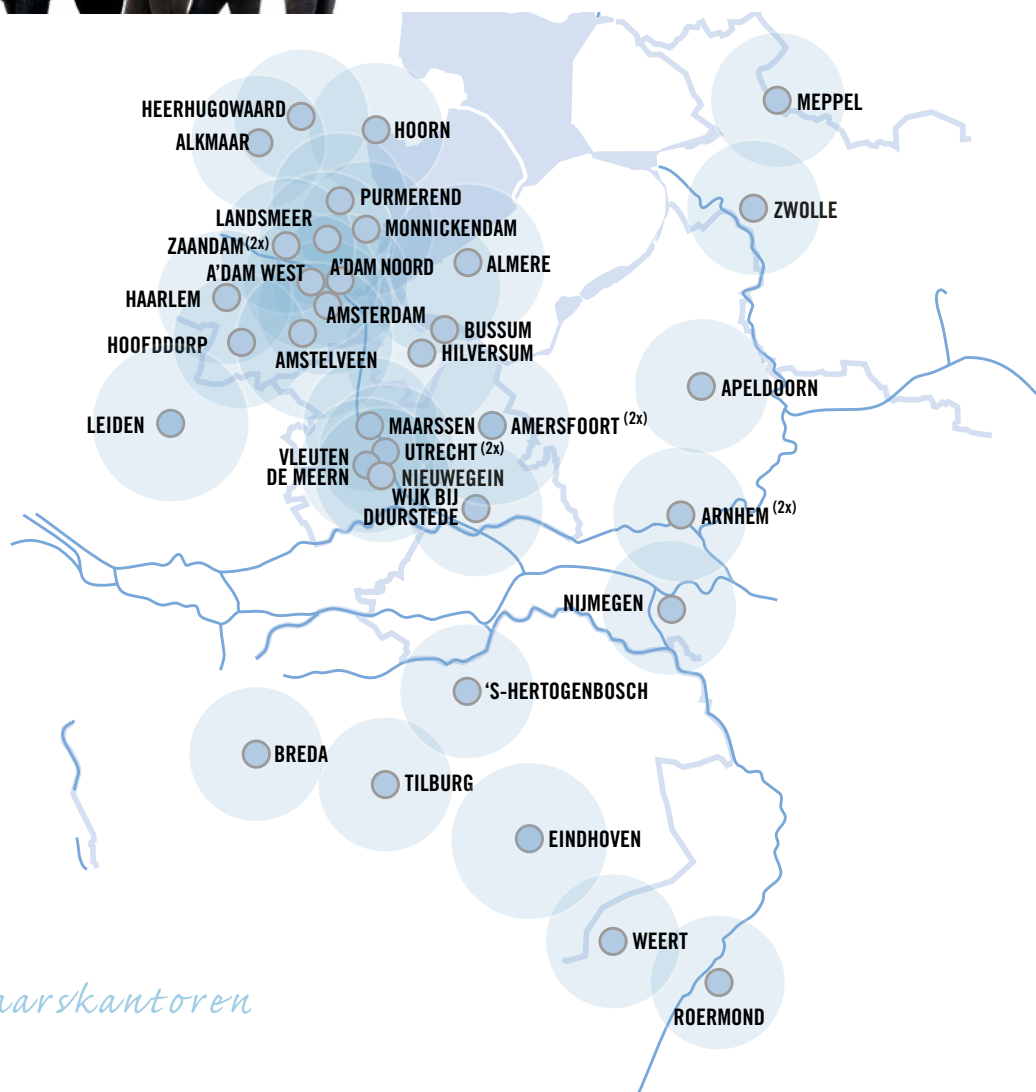 MEPPEL
HEERHUGOWAARD
HOORN
ALKMAAR
PURMEREND
ZWOLLE
LANDSMEER
MONNICKENDAM
ZAANDAM (2x)
ALMERE
A'DAM WEST
A'DAM NOORD
HAARLEM
AMSTERDAM
BUSSUM
HOOFDDORP
HILVERSUM
AMSTELVEEN
APELDOORN
LEIDEN
MAARSSEN
AMERSFOORT (2x)
UTRECHT (2x)
VLEUTEN
DE MEERN
NIEUWEGEIN
WIJK BIJ
DUURSTEDE
ARNHEM (2x)
NIJMEGEN
‘S-HERTOGENBOSCH
BREDA
TILBURG
EINDHOVEN
WEERT
aarskantoren
ROERMOND